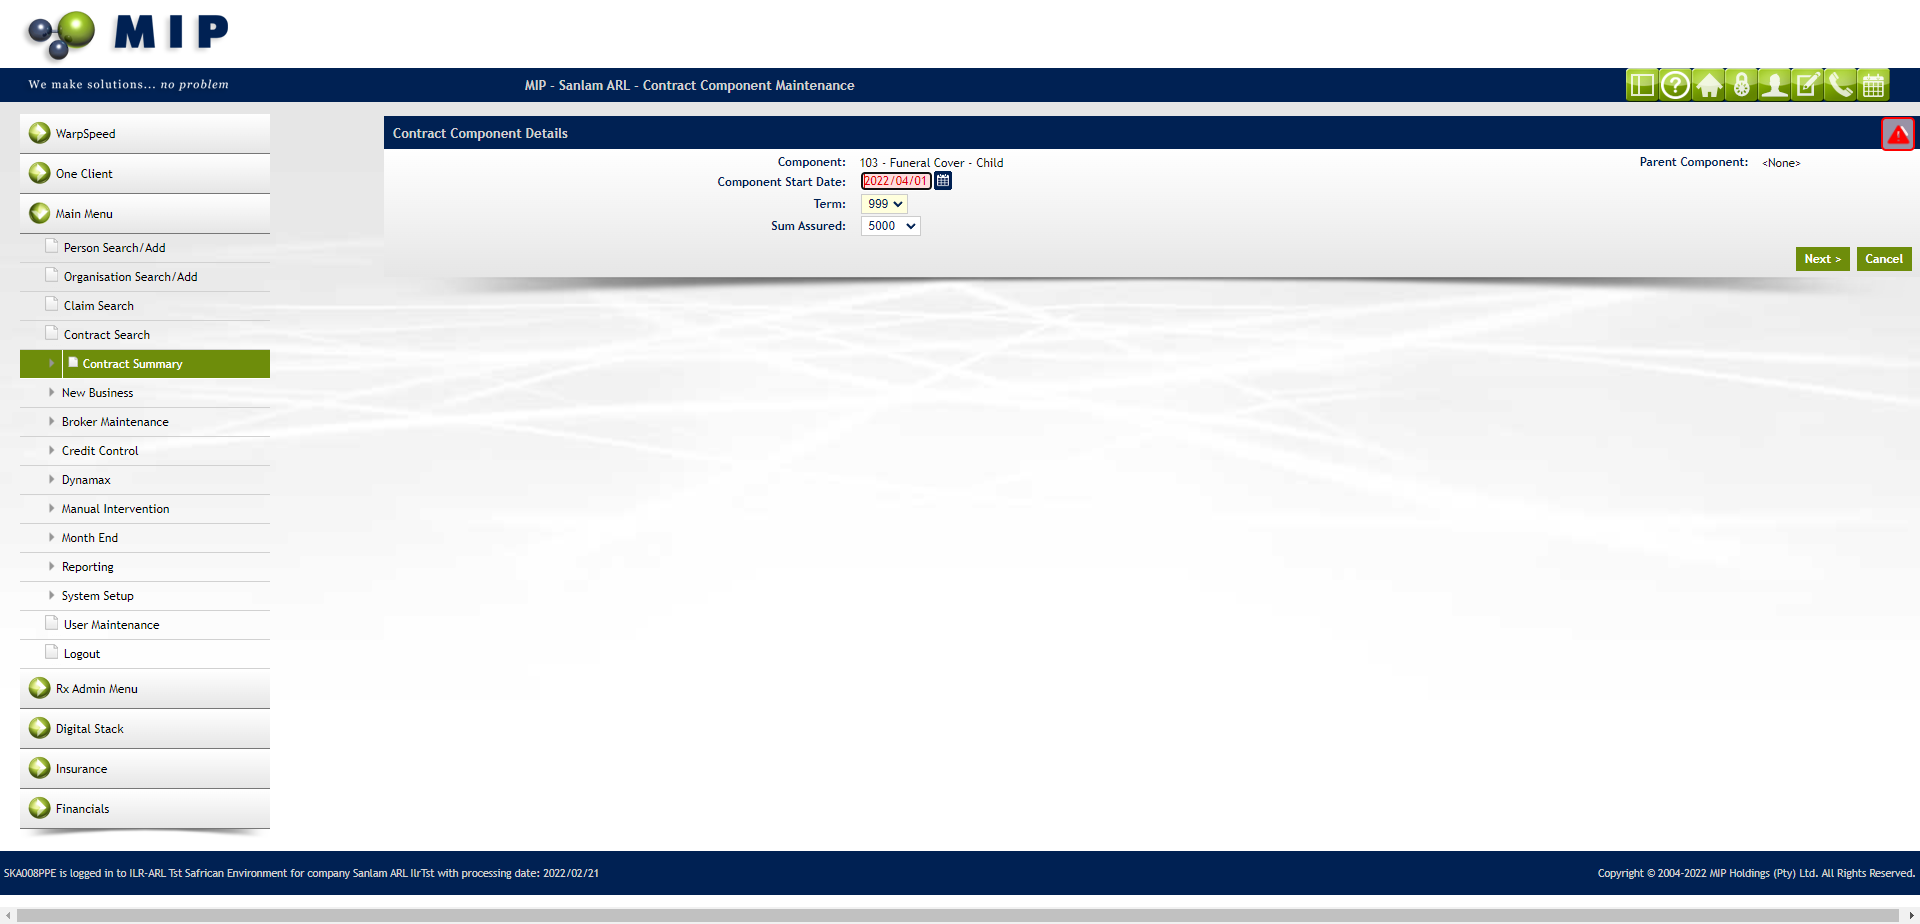 MIP
We make solutions... no problem
MIP - Sanlam ARL - Contract Component Maintenance
WarpSpeed
One Client
Main Menu
Person Search/Add
Organisation Search/Add
Claim Search
Contract Search
Contract Summary
New Business
Broker Maintenance
Credit Control
Dynamax
Manual Intervention
Month End
Reporting
System Setup
User Maintenance
Logout
Rx Admin Menu
Digital Stack
Insurance
Financials
Contract Component Details
Component: 103 - Funeral Cover - Child Parent Component: <None>
Component Start Date: 2022/04/01
Term: 999
Sum Assured: 5000
Next > Cancel
SKA008PPE is logged in to ILR-ARL Tst Safrican Environment for company Sanlam ARL IlrTst with processing date: 2022/02/21
Copyright © 2004-2022 MIP Holdings (Pty) Ltd. All Rights Reserved.